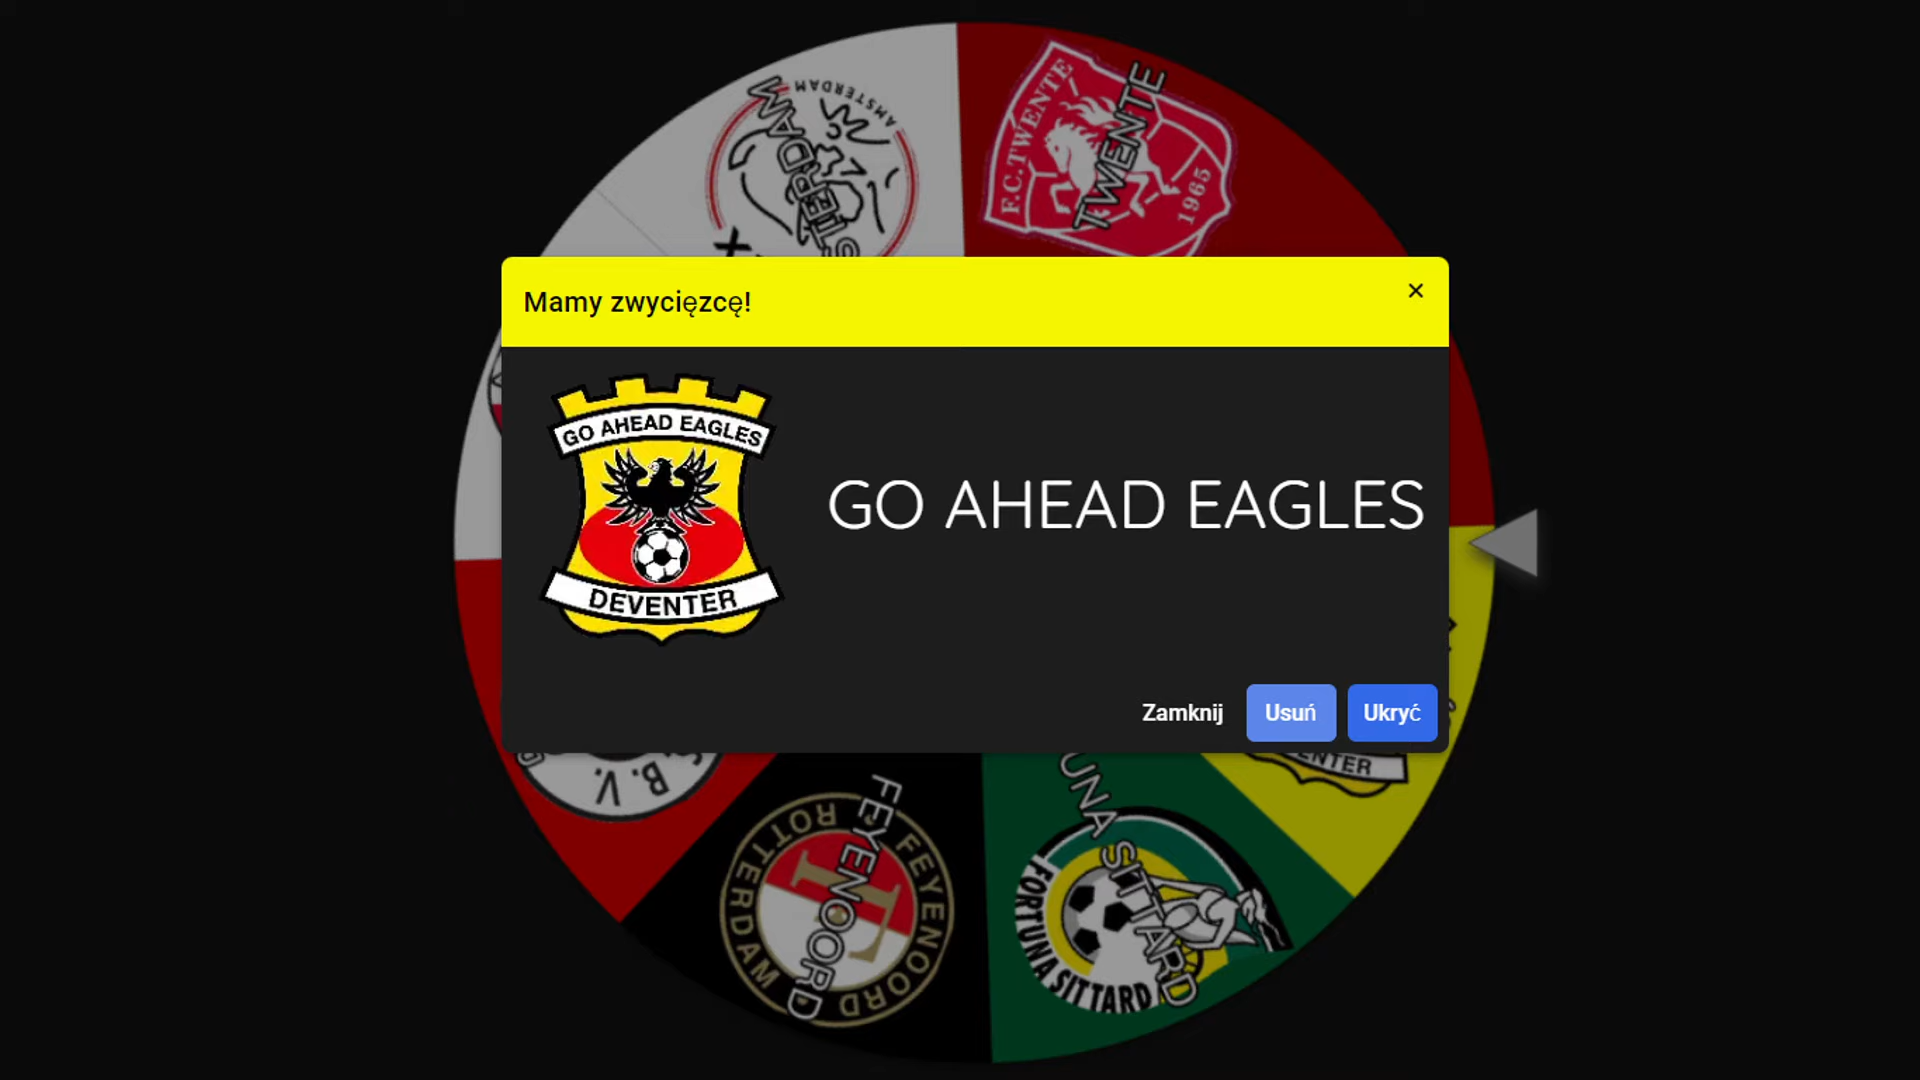 AMSTERDAM
F.C. TWENTE
TWENTE
1965
Mamy zwycięzcę!
×
GO AHEAD EAGLES
GO AHEAD EAGLES
DEVENTER
Zamknij
Usuń
Ukryć
B.V.
FEYENOORD
FEYENOORD
ROTTERDAM
SITTARD
FORTUNA SITTARD